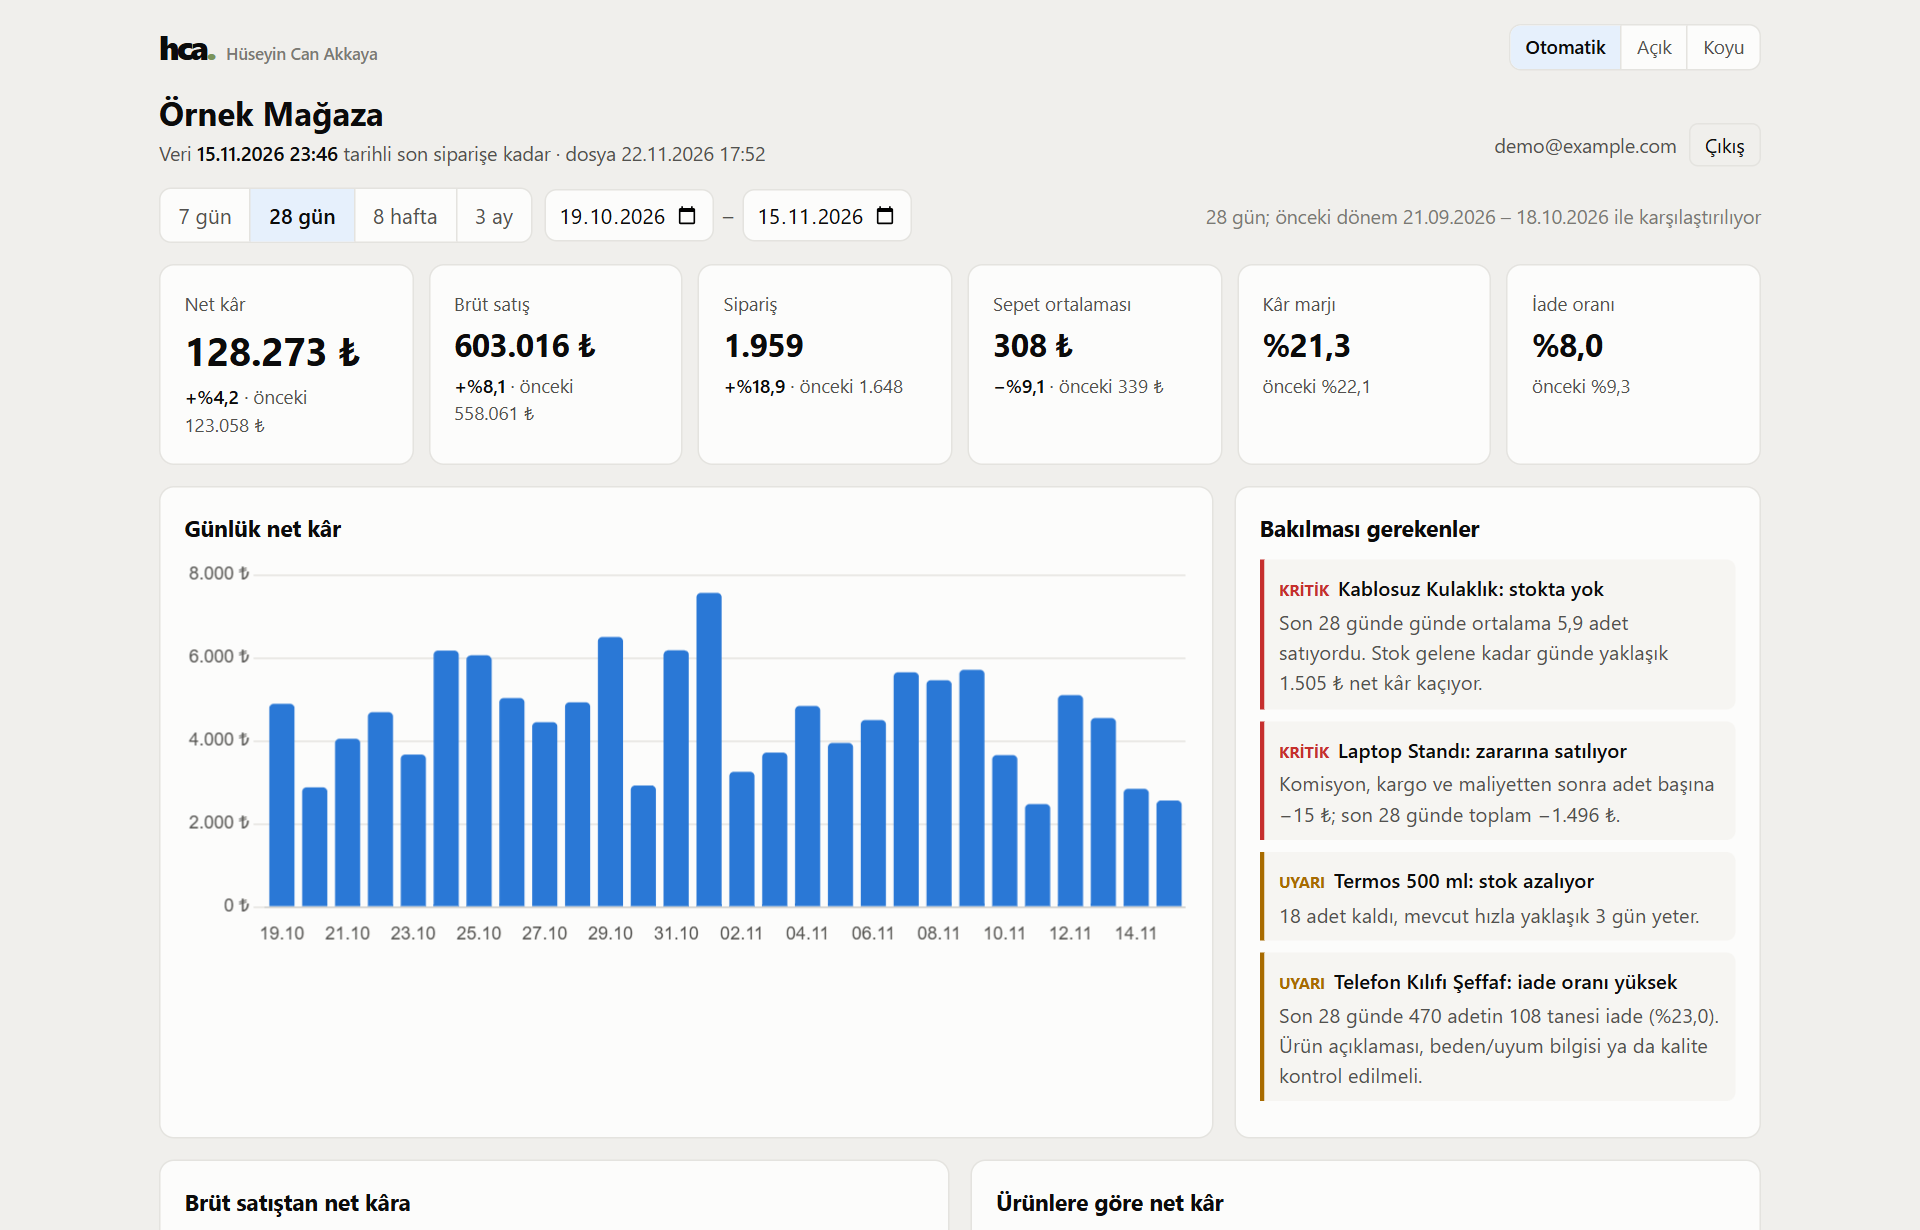 hca. Hüseyin Can Akkaya
Otomatik Açık Koyu
Örnek Mağaza
Veri 15.11.2026 23:46 tarihli son siparişe kadar · dosya 22.11.2026 17:52
demo@example.com Çıkış
7 gün 28 gün 8 hafta 3 ay 19.10.2026 – 15.11.2026
28 gün; önceki dönem 21.09.2026 – 18.10.2026 ile karşılaştırılıyor
Net kâr
128.273 ₺
+%4,2 · önceki
123.058 ₺
Brüt satış
603.016 ₺
+%8,1 · önceki
558.061 ₺
Sipariş
1.959
+%18,9 · önceki 1.648
Sepet ortalaması
308 ₺
−%9,1 · önceki 339 ₺
Kâr marjı
%21,3
önceki %22,1
İade oranı
%8,0
önceki %9,3
Günlük net kâr
8.000 ₺
6.000 ₺
4.000 ₺
2.000 ₺
0 ₺
19.10 21.10 23.10 25.10 27.10 29.10 31.10 02.11 04.11 06.11 08.11 10.11 12.11 14.11
Bakılması gerekenler
KRİTİK Kablosuz Kulaklık: stokta yok
Son 28 günde günde ortalama 5,9 adet
satıyordu. Stok gelene kadar günde yaklaşık
1.505 ₺ net kâr kaçıyor.
KRİTİK Laptop Standı: zararına satılıyor
Komisyon, kargo ve maliyetten sonra adet başına
−15 ₺; son 28 günde toplam −1.496 ₺.
UYARI Termos 500 ml: stok azalıyor
18 adet kaldı, mevcut hızla yaklaşık 3 gün yeter.
UYARI Telefon Kılıfı Şeffaf: iade oranı yüksek
Son 28 günde 470 adetin 108 tanesi iade (%23,0).
Ürün açıklaması, beden/uyum bilgisi ya da kalite
kontrol edilmeli.
Brüt satıştan net kâra
Ürünlere göre net kâr